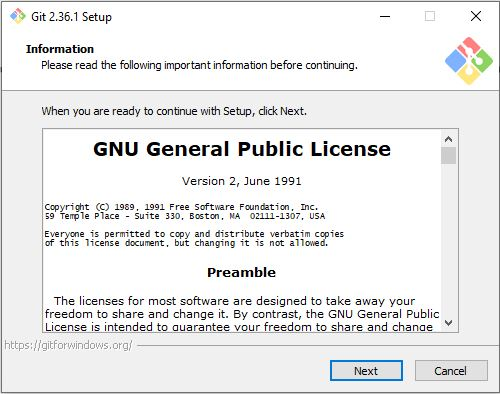 Git 2.36.1 Setup
Information
Please read the following important information before continuing.
When you are ready to continue with Setup, click Next.
GNU General Public License
Version 2, June 1991
Copyright (C) 1989, 1991 Free Software Foundation, Inc.
59 Temple Place - Suite 330, Boston, MA  02111-1307, USA
Everyone is permitted to copy and distribute verbatim copies
of this license document, but changing it is not allowed.
Preamble
The licenses for most software are designed to take away your
freedom to share and change it. By contrast, the GNU General Public
License is intended to guarantee your freedom to share and change
https://gitforwindows.org/
Next
Cancel